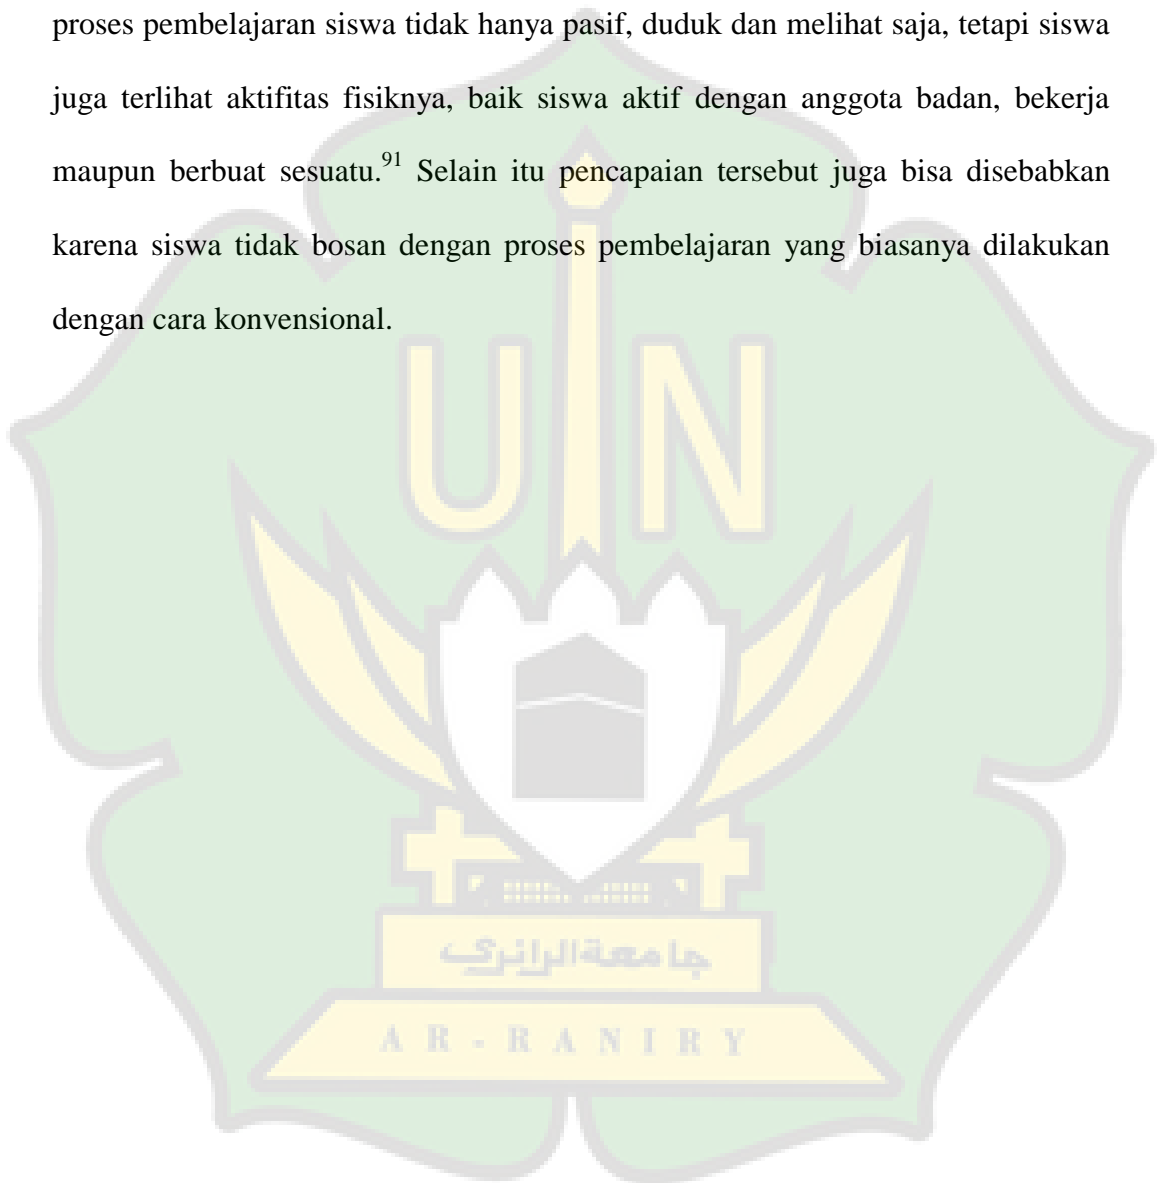 proses pembelajaran siswa tidak hanya pasif, duduk dan melihat saja, tetapi siswa
juga terlihat aktifitas fisiknya, baik siswa aktif dengan anggota badan, bekerja
maupun berbuat sesuatu.91 Selain itu pencapaian tersebut juga bisa disebabkan
karena siswa tidak bosan dengan proses pembelajaran yang biasanya dilakukan
dengan cara konvensional.
U N
جامعة الرانري
AR-RANIRY